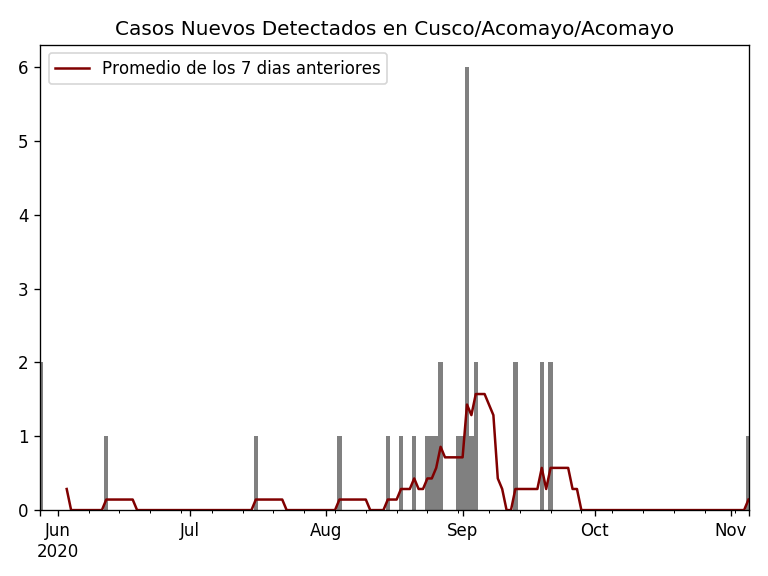 Casos Nuevos Detectados en Cusco/Acomayo/Acomayo
Promedio de los 7 dias anteriores
6
5
4
3
2
1
0
Jun Jul Aug Sep Oct Nov
2020